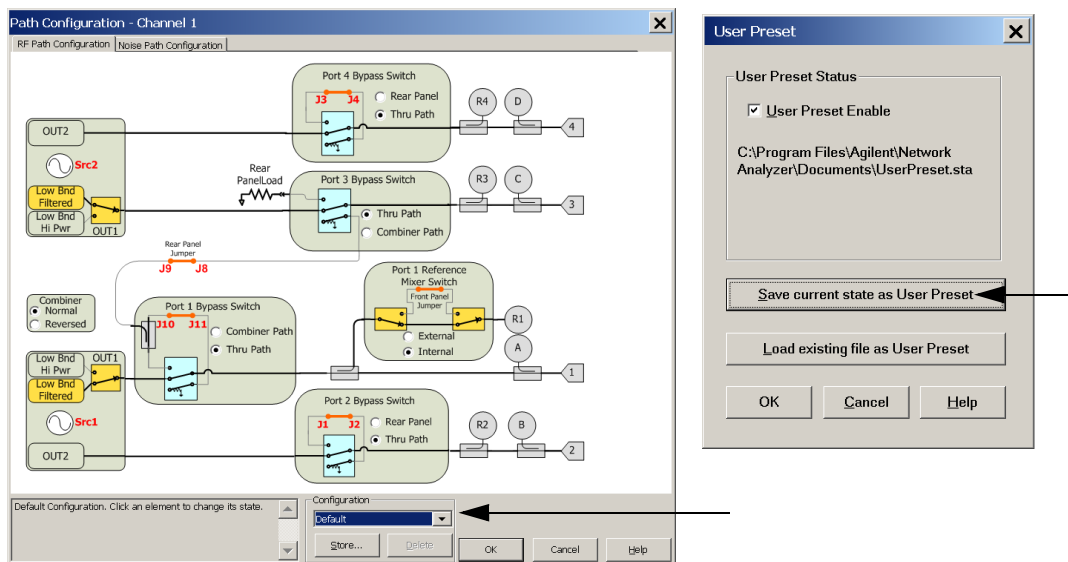 Path Configuration - Channel 1
RF Path Configuration
Noise Path Configuration
Port 4 Bypass Switch
J3 J4
Rear Panel
Thru Path
R4
D
4
OUT2
Src2
Low Bnd
Filtered
Low Bnd
Hi Pwr
OUT1
Rear
PanelLoad
Port 3 Bypass Switch
Thru Path
Combiner Path
R3
C
3
Rear Panel
Jumper
J9 J8
Port 1 Reference
Mixer Switch
Front Panel
Jumper
External
Internal
R1
A
1
Combiner
Normal
Reversed
Port 1 Bypass Switch
J10 J11
Combiner Path
Thru Path
Low Bnd
Hi Pwr
OUT1
Low Bnd
Filtered
Src1
OUT2
Port 2 Bypass Switch
J1 J2
Rear Panel
Thru Path
R2
B
2
Default Configuration. Click an element to change its state.
Configuration
Default
Store...
Delete
OK
Cancel
Help
User Preset
User Preset Status
User Preset Enable
C:\Program Files\Agilent\Network
Analyzer\Documents\UserPreset.sta
Save current state as User Preset
Load existing file as User Preset
OK
Cancel
Help